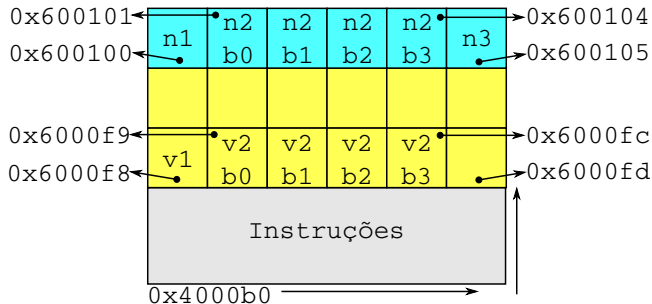 0x600101 n2 n2 n2 n2 0x600104
n1 n3
0x600100 b0 b1 b2 b3 0x600105
0x6000f9 v2 v2 v2 v2 0x6000fc
v1
0x6000f8 b0 b1 b2 b3 0x6000fd
Instruções
0x4000b0